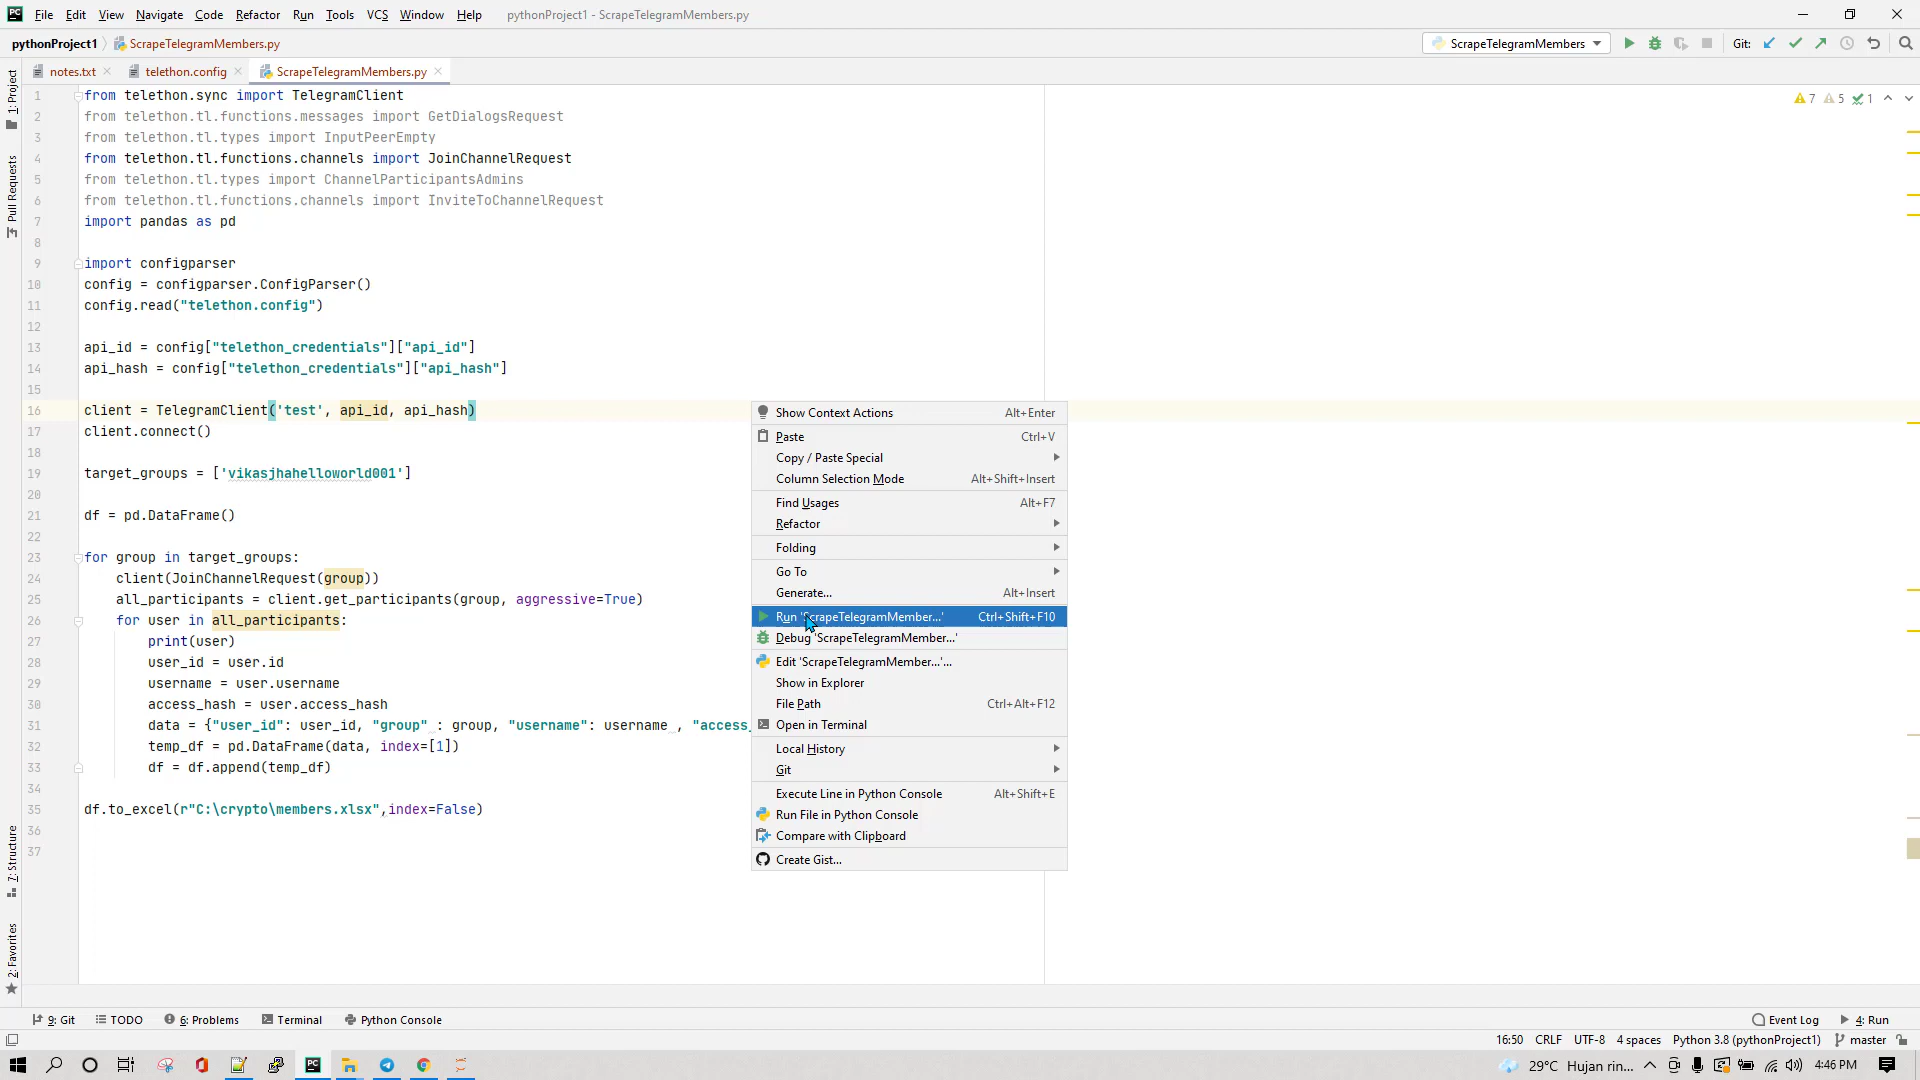 PC File Edit View Navigate Code Refactor Run Tools VCS Window Help pythonProject1 - ScrapeTelegramMembers.py
pythonProject1 ScrapeTelegramMembers.py ScrapeTelegramMembers Git:
notes.txt telethon.config ScrapeTelegramMembers.py
1: Project
Pull Requests
7: Structure
2: Favorites
7 5 1
1 from telethon.sync import TelegramClient
2 from telethon.tl.functions.messages import GetDialogsRequest
3 from telethon.tl.types import InputPeerEmpty
4 from telethon.tl.functions.channels import JoinChannelRequest
5 from telethon.tl.types import ChannelParticipantsAdmins
6 from telethon.tl.functions.channels import InviteToChannelRequest
7 import pandas as pd
8
9 import configparser
10 config = configparser.ConfigParser()
11 config.read("telethon.config")
12
13 api_id = config["telethon_credentials"]["api_id"]
14 api_hash = config["telethon_credentials"]["api_hash"]
15
16 client = TelegramClient('test', api_id, api_hash)
17 client.connect()
18
19 target_groups = ['vikasjhahelloworld001']
20
21 df = pd.DataFrame()
22
23 for group in target_groups:
24 client(JoinChannelRequest(group))
25 all_participants = client.get_participants(group, aggressive=True)
26 for user in all_participants:
27 print(user)
28 user_id = user.id
29 username = user.username
30 access_hash = user.access_hash
31 data = {"user_id": user_id, "group" : group, "username": username , "access_
32 temp_df = pd.DataFrame(data, index=[1])
33 df = df.append(temp_df)
34
35 df.to_excel(r"C:\crypto\members.xlsx",index=False)
36
37
Show Context Actions Alt+Enter
Paste Ctrl+V
Copy / Paste Special
Column Selection Mode Alt+Shift+Insert
Find Usages Alt+F7
Refactor
Folding
Go To
Generate... Alt+Insert
Run 'ScrapeTelegramMember...' Ctrl+Shift+F10
Debug 'ScrapeTelegramMember...'
Edit 'ScrapeTelegramMember...'...
Show in Explorer
File Path Ctrl+Alt+F12
Open in Terminal
Local History
Git
Execute Line in Python Console Alt+Shift+E
Run File in Python Console
Compare with Clipboard
Create Gist...
9: Git TODO 6: Problems Terminal Python Console Event Log 4: Run
16:50 CRLF UTF-8 4 spaces Python 3.8 (pythonProject1) master
PC 29°C Hujan rin... 4:46 PM